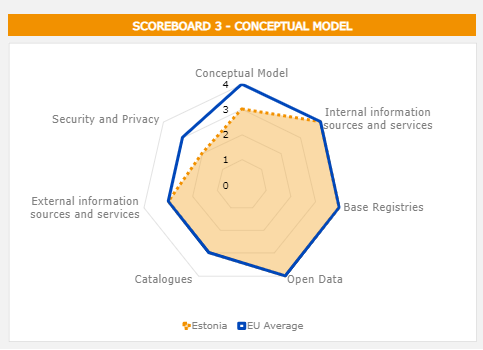 SCOREBOARD 3 - CONCEPTUAL MODEL
Conceptual Model
4
3
2
1
0
Internal information
sources and services
Base Registries
Open Data
Catalogues
External information
sources and services
Security and Privacy
Estonia
EU Average